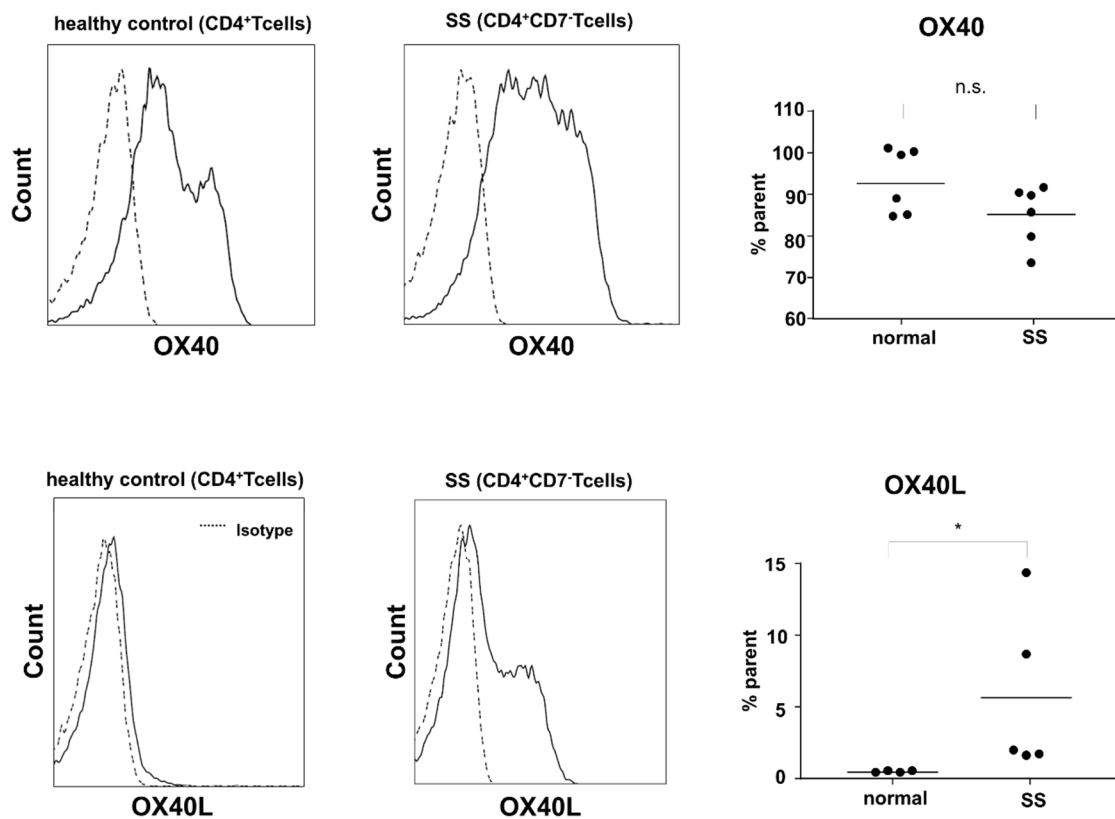 healthy control (CD4+Tcells)
Count
OX40
SS (CD4+CD7-Tcells)
Count
OX40
OX40
n.s.
% parent
110
100
90
80
70
60
normal
SS
healthy control (CD4+Tcells)
Isotype
Count
OX40L
SS (CD4+CD7-Tcells)
Count
OX40L
OX40L
*
% parent
15
10
5
0
normal
SS